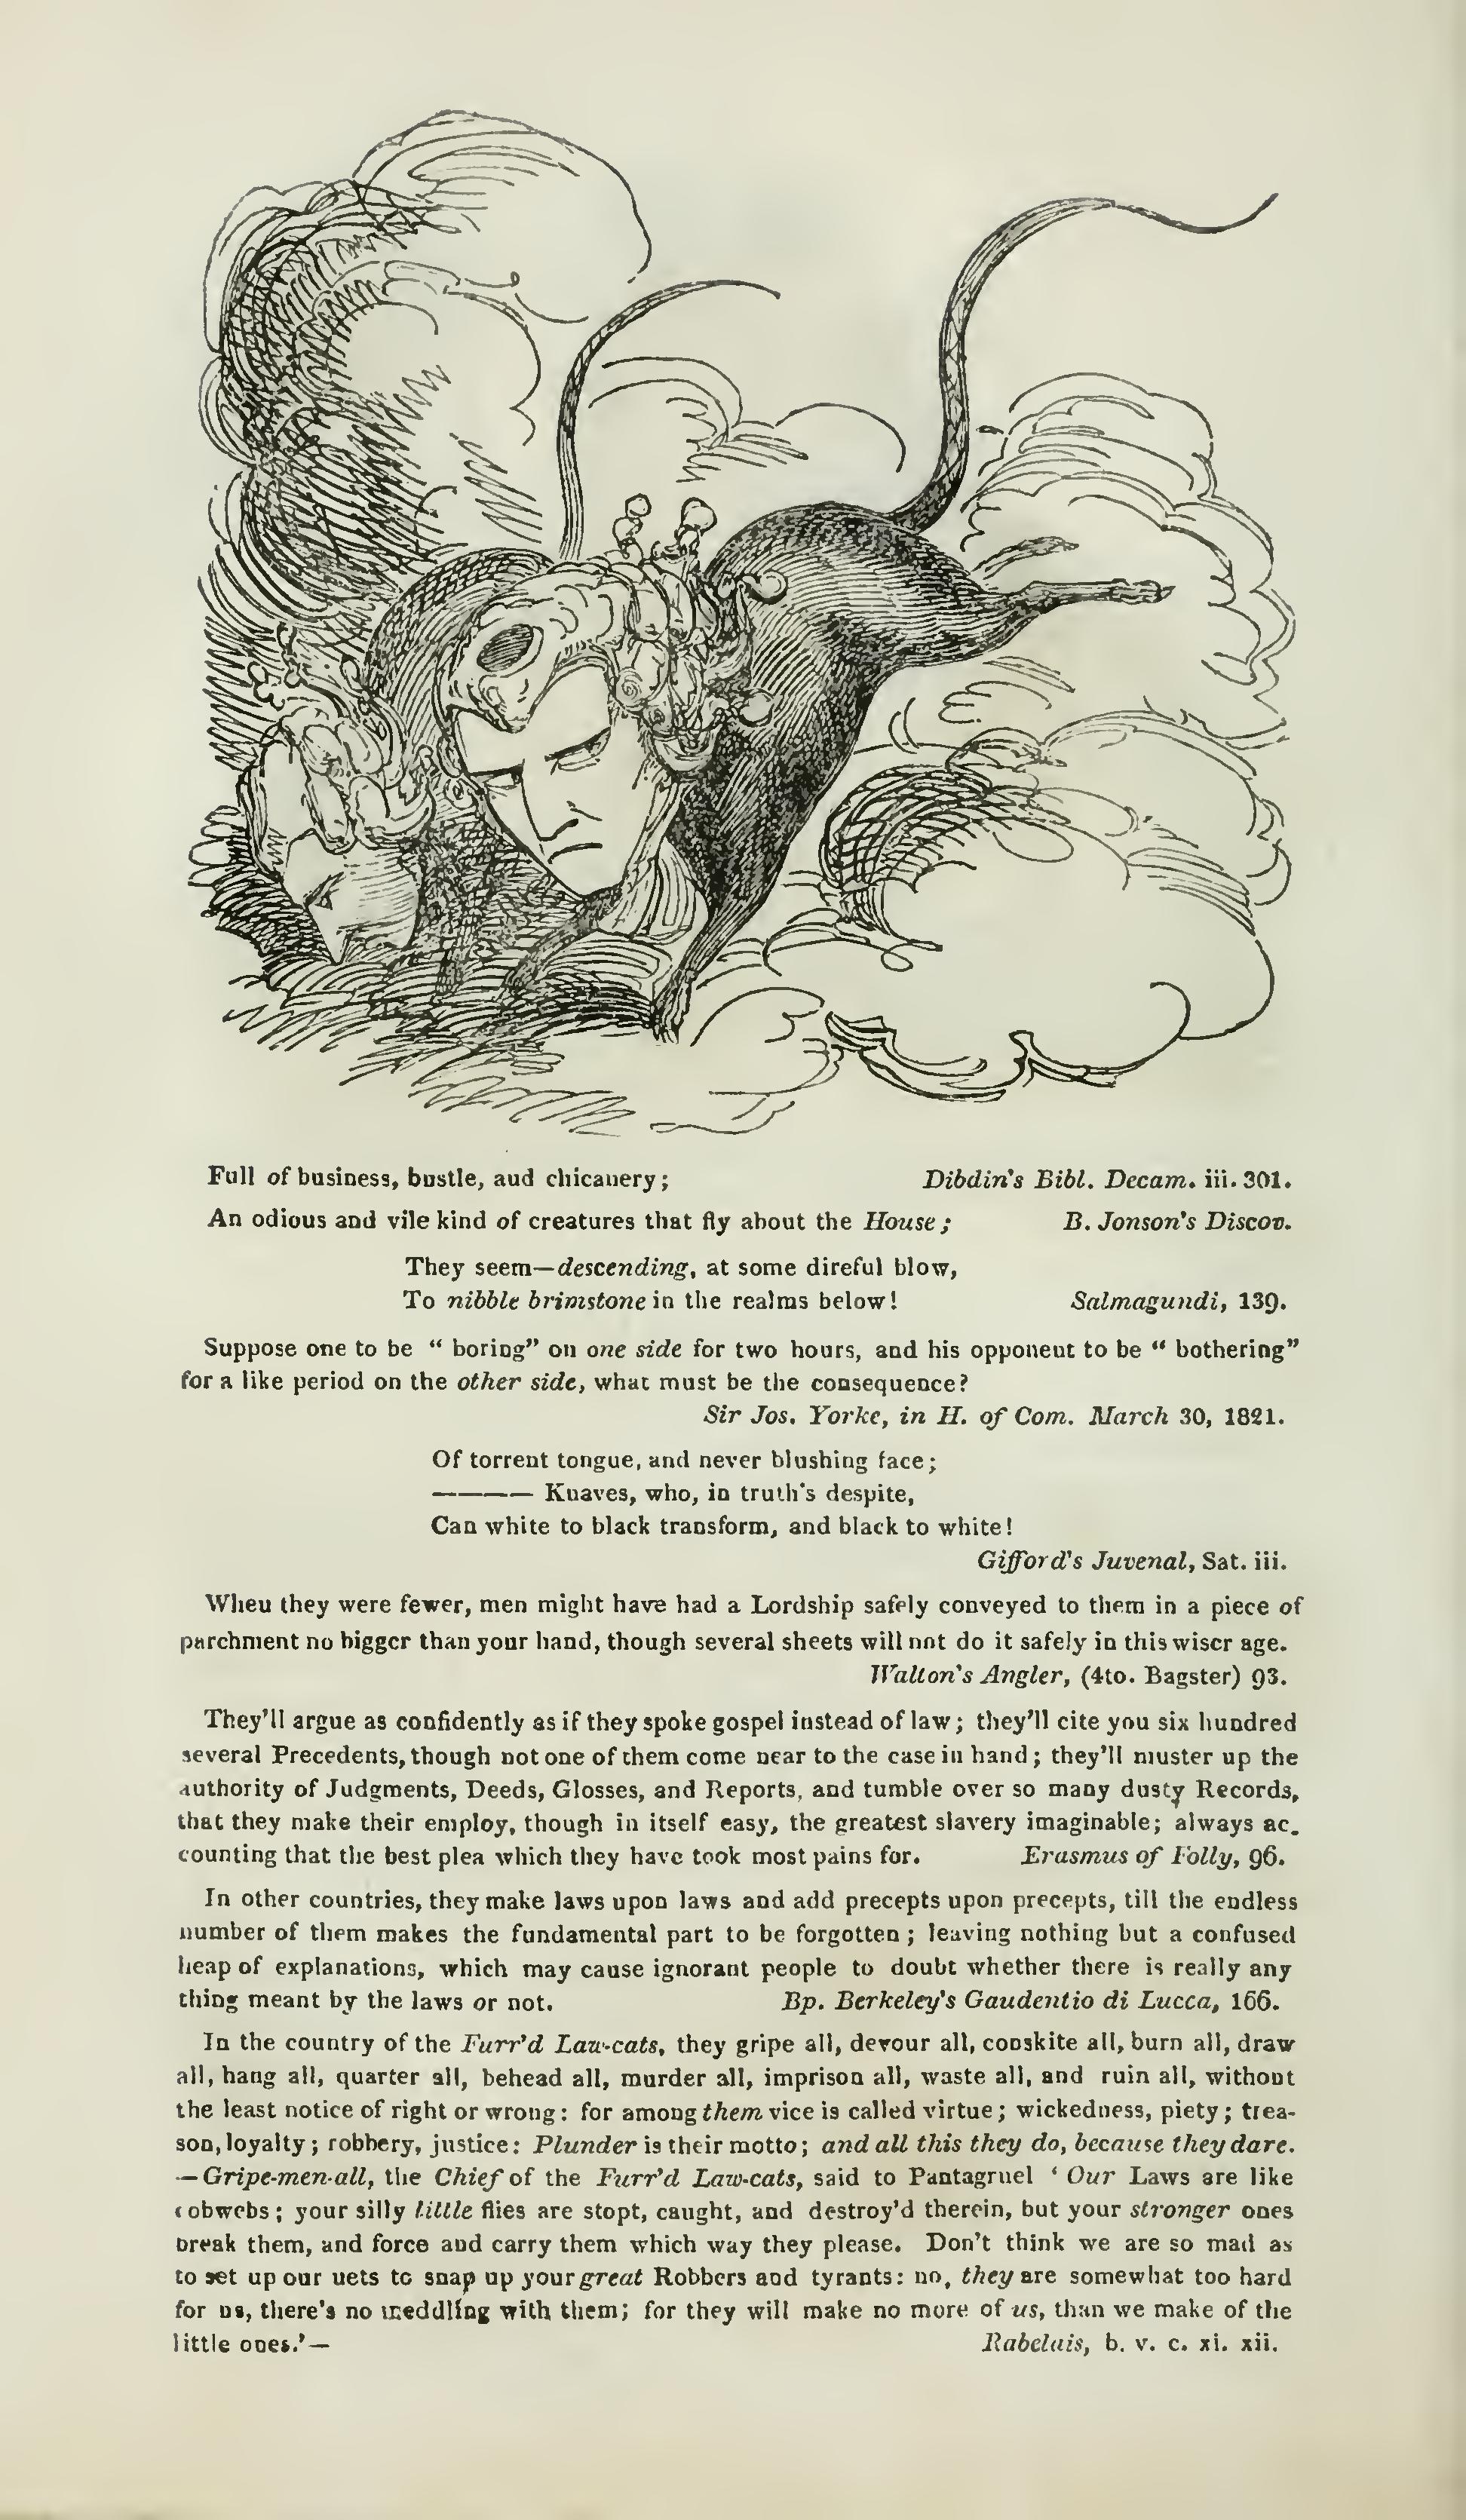 Full of business, bustle, aud chicanery; Dibdin's Bibl. Decam. iii. 301.
An odious and vile kind of creatures that fly about the House; B. Jonson's Discov.
They seem—descending, at some direful blow,
To nibble brimstone in the realms below! Salmagundi, 139.
Suppose one to be “ boring” on one side for two hours, and his opponent to be “ bothering”
for a like period on the other side, what must be the consequence?
Sir Jos. Yorke, in H. of Com. March 30, 1821.
Of torrent tongue, and never blushing face;
———— Knaves, who, in truth's despite,
Can white to black transform, and black to white!
Gifford's Juvenal, Sat. iii.
When they were fewer, men might have had a Lordship safely conveyed to them in a piece of
parchment no bigger than your hand, though several sheets will not do it safely in this wiser age.
Walton's Angler, (4to. Bagster) 93.
They'll argue as confidently as if they spoke gospel instead of law; they'll cite you six hundred
several Precedents, though not one of them come near to the case in hand; they'll muster up the
authority of Judgments, Deeds, Glosses, and Reports, and tumble over so many dusty Records,
that they make their employ, though in itself easy, the greatest slavery imaginable; always ac-
counting that the best plea which they have took most pains for. Erasmus of Folly, 96.
In other countries, they make laws upon laws and add precepts upon precepts, till the endless
number of them makes the fundamental part to be forgotten; leaving nothing but a confused
heap of explanations, which may cause ignorant people to doubt whether there is really any
thing meant by the laws or not. Bp. Berkeley's Gaudentio di Lucca, 166.
In the country of the Furr'd Law-cats, they gripe all, devour all, conskite all, burn all, draw
all, hang all, quarter all, behead all, murder all, imprison all, waste all, and ruin all, without
the least notice of right or wrong: for among them vice is called virtue; wickedness, piety; trea-
son, loyalty; robbery, justice: Plunder is their motto; and all this they do, because they dare.
—Gripe-men-all, the Chief of the Furr'd Law-cats, said to Pantagruel ‘ Our Laws are like
cobwebs; your silly little flies are stopt, caught, and destroy'd therein, but your stronger ones
break them, and force and carry them which way they please. Don't think we are so mad as
to set up our nets to snap up your great Robbers and tyrants: no, they are somewhat too hard
for us, there's no meddling with them; for they will make no more of us, than we make of the
little ones.’— Rabelais, b. v. c. xi. xii.